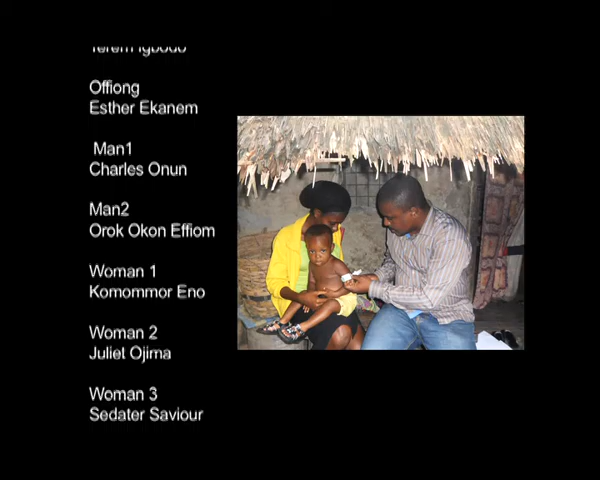 Offiong
Esther Ekanem
Man1
Charles Onun
Man2
Orok Okon Effiom
Woman 1
Komommor Eno
Woman 2
Juliet Ojima
Woman 3
Sedater Saviour